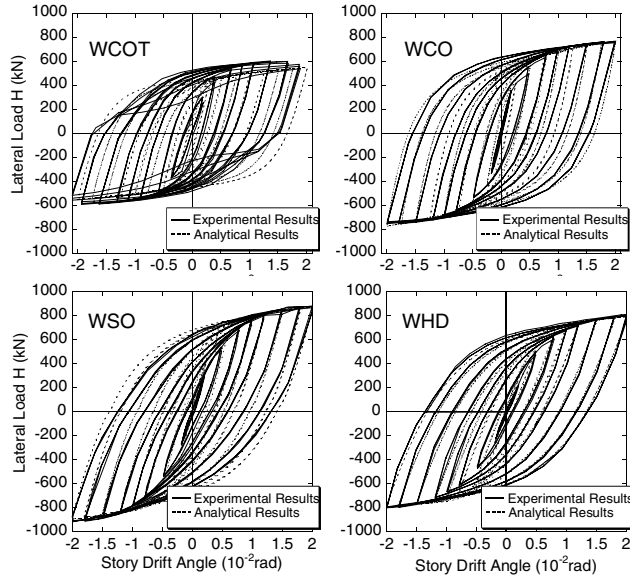 WCOT
Lateral Load H (kN)
1000
800
600
400
200
0
-200
-400
-600
-800
-1000
-2 -1.5 -1 -0.5 0 0.5 1 1.5 2
Experimental Results
Analytical Results
WCO
1000
800
600
400
200
0
-200
-400
-600
-800
-1000
-2 -1.5 -1 -0.5 0 0.5 1 1.5 2
Experimental Results
Analytical Results
WSO
Lateral Load H (kN)
1000
800
600
400
200
0
-200
-400
-600
-800
-1000
-2 -1.5 -1 -0.5 0 0.5 1 1.5 2
Story Drift Angle (10⁻²rad)
Experimental Results
Analytical Results
WHD
1000
800
600
400
200
0
-200
-400
-600
-800
-1000
-2 -1.5 -1 -0.5 0 0.5 1 1.5 2
Story Drift Angle (10⁻²rad)
Experimental Results
Analytical Results